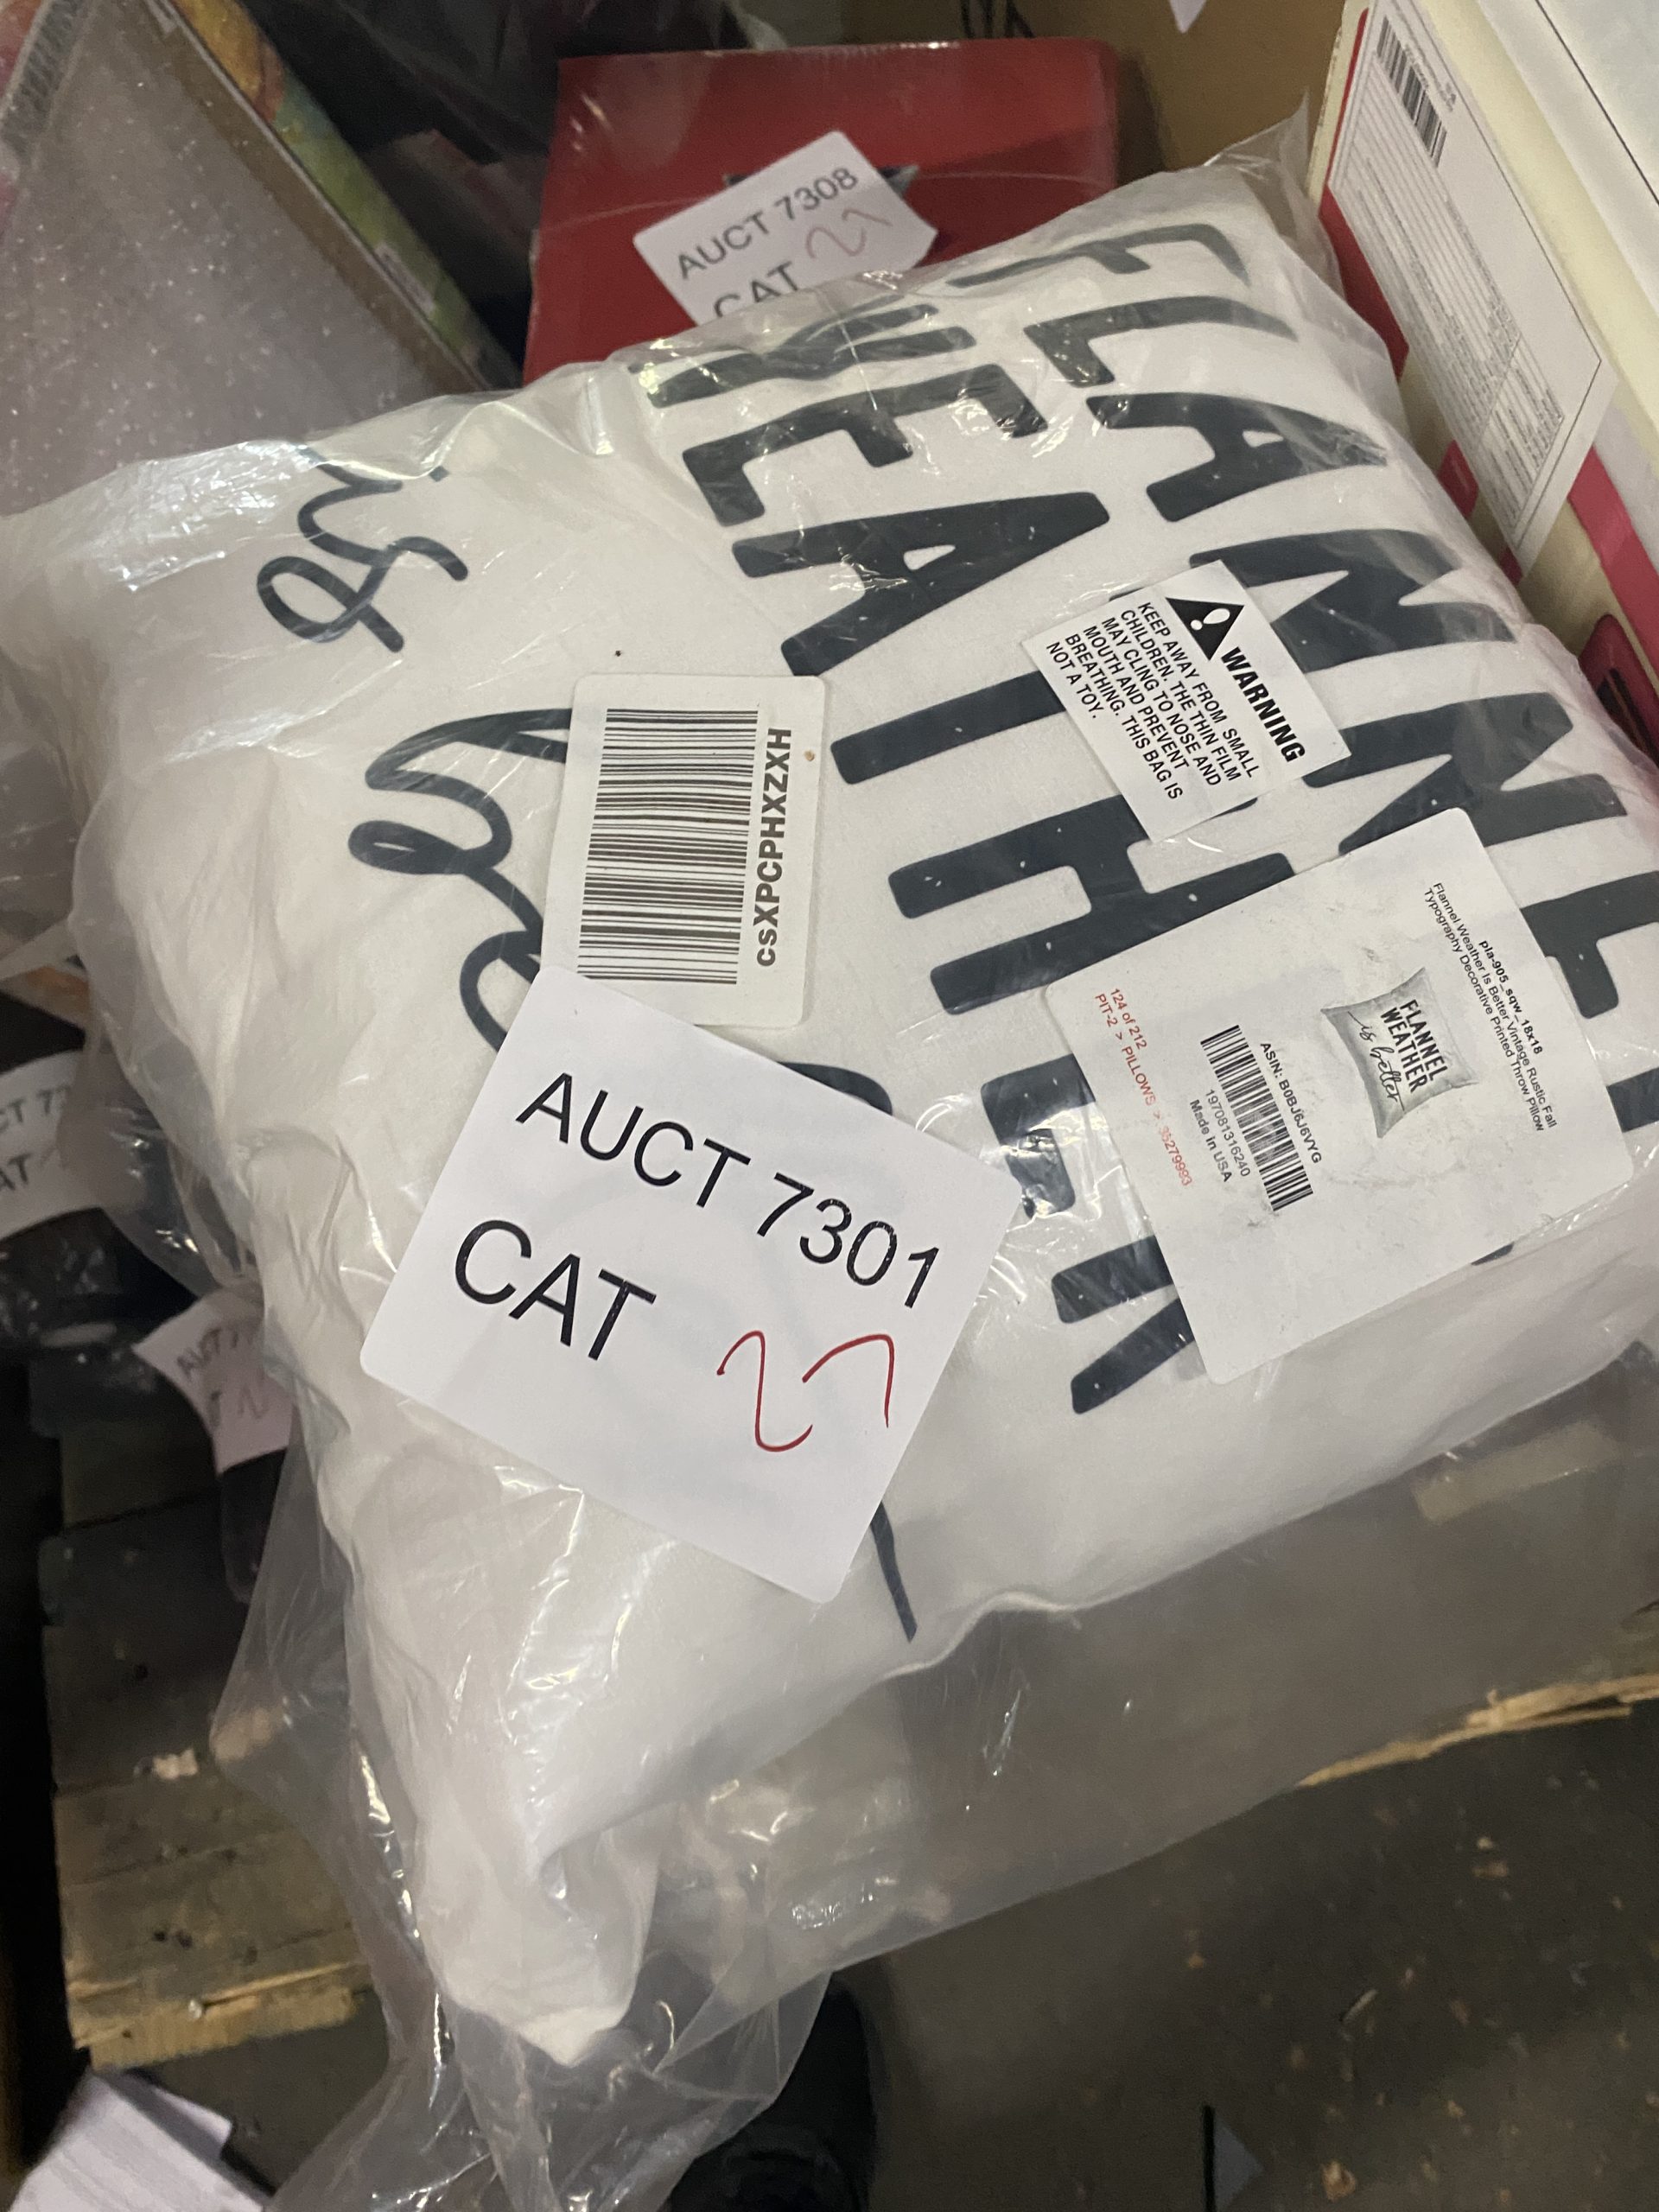 AUCT 7308
CAT 27
FLANNEL
WEATHER
is
WARNING
KEEP AWAY FROM SMALL
CHILDREN. THE THIN FILM
MAY CLING TO NOSE AND
MOUTH AND PREVENT
BREATHING. THIS BAG IS
NOT A TOY.
csXPCPHXZXH
pla-905_sqw_18x18
Flannel Weather Is Better Vintage Rustic Fall
Typography Decorative Printed Throw Pillow
FLANNEL
WEATHER
is better
ASIN: B0BJ6J6VYG
197081316240
Made in USA
124 of 212
PIT-2 > PILLOWS > 35279993
AUCT 7301
CAT 27